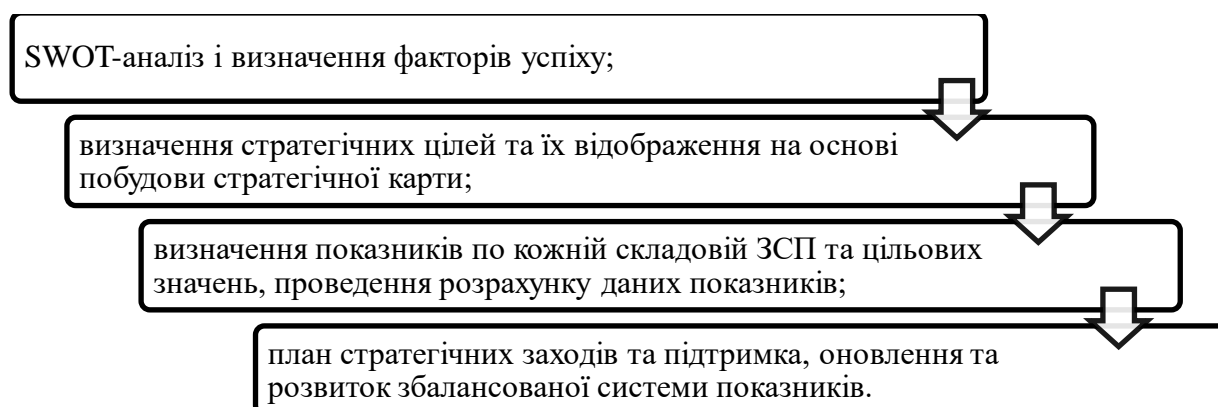 SWOT-аналіз і визначення факторів успіху;
визначення стратегічних цілей та їх відображення на основі
побудови стратегічної карти;
визначення показників по кожній складовій ЗСП та цільових
значень, проведення розрахунку даних показників;
план стратегічних заходів та підтримка, оновлення та
розвиток збалансованої системи показників.